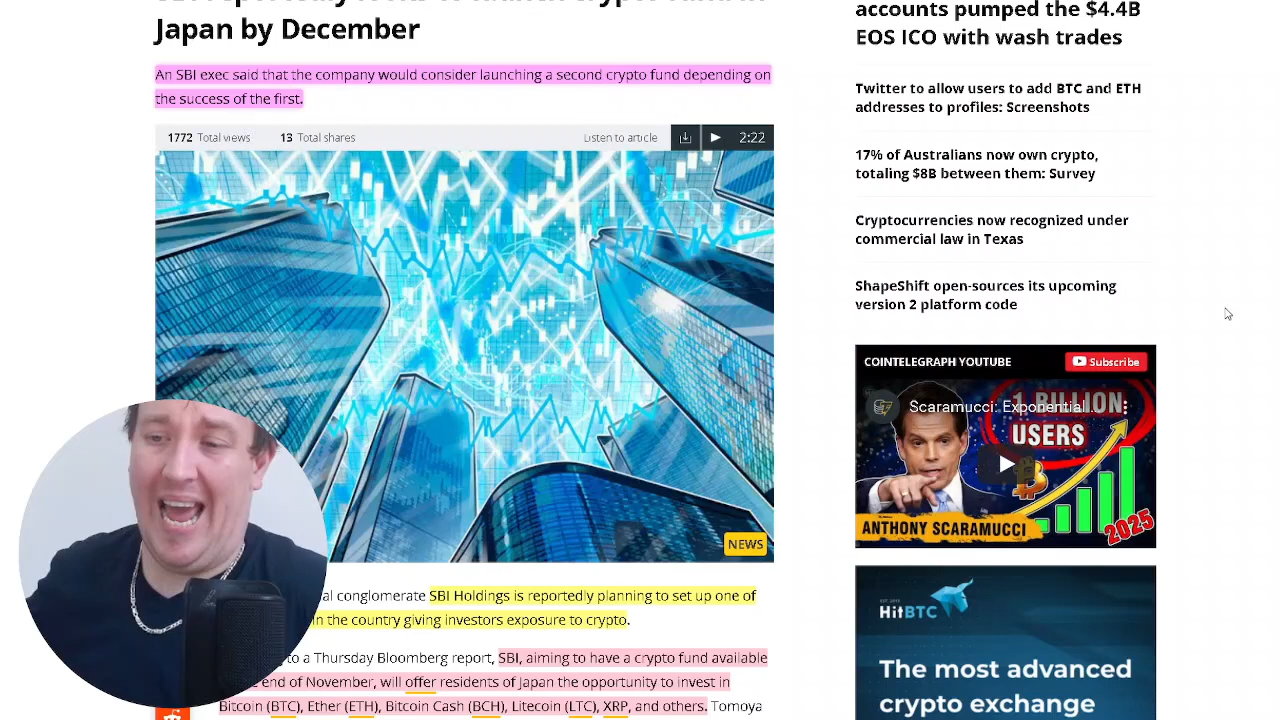 Japan by December
An SBI exec said that the company would consider launching a second crypto fund depending on
the success of the first.
1772 Total views 13 Total shares Listen to article 2:22
NEWS
al conglomerate SBI Holdings is reportedly planning to set up one of
in the country giving investors exposure to crypto.
to a Thursday Bloomberg report, SBI, aiming to have a crypto fund available
end of November, will offer residents of Japan the opportunity to invest in
Bitcoin (BTC), Ether (ETH), Bitcoin Cash (BCH), Litecoin (LTC), XRP, and others. Tomoya
accounts pumped the $4.4B
EOS ICO with wash trades
Twitter to allow users to add BTC and ETH
addresses to profiles: Screenshots
17% of Australians now own crypto,
totaling $8B between them: Survey
Cryptocurrencies now recognized under
commercial law in Texas
ShapeShift open-sources its upcoming
version 2 platform code
COINTELEGRAPH YOUTUBE Subscribe
Scaramucci: Exponential...
1 BILLION
USERS
ANTHONY SCARAMUCCI
2025
HitBTC
The most advanced
crypto exchange